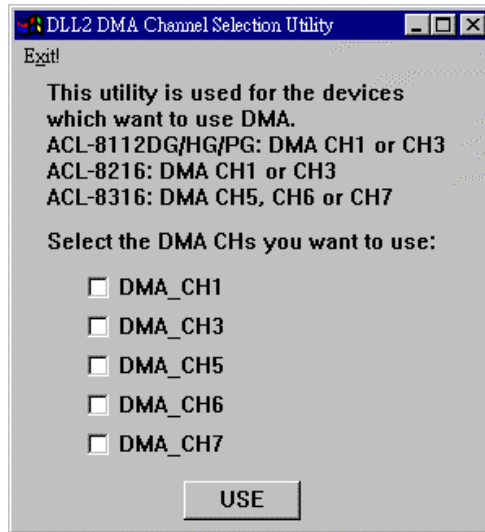 DLL2 DMA Channel Selection Utility
Exit!
This utility is used for the devices
which want to use DMA.
ACL-8112DG/HG/PG: DMA CH1 or CH3
ACL-8216: DMA CH1 or CH3
ACL-8316: DMA CH5, CH6 or CH7
Select the DMA CHs you want to use:
DMA_CH1
DMA_CH3
DMA_CH5
DMA_CH6
DMA_CH7
USE